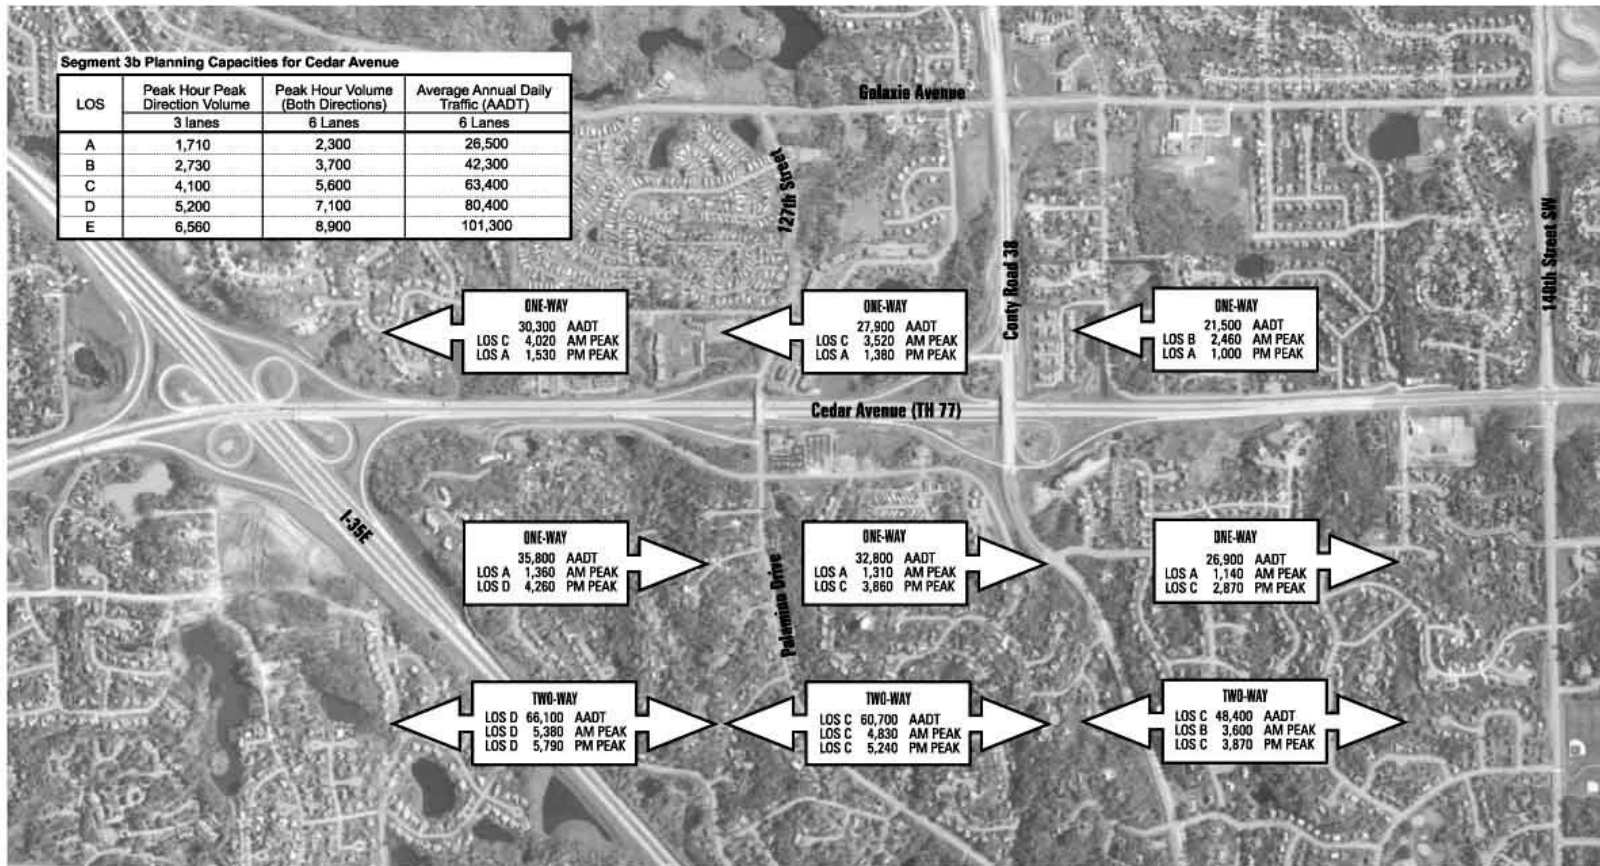 Segment 3b Planning Capacities for Cedar Avenue
LOS Peak Hour Peak Direction Volume Peak Hour Volume (Both Directions) Average Annual Daily Traffic (AADT)
3 lanes 6 Lanes 6 Lanes
A 1,710 2,300 26,500
B 2,730 3,700 42,300
C 4,100 5,600 63,400
D 5,200 7,100 80,400
E 6,560 8,900 101,300
Galaxie Avenue
127th Street
Conty Road 38
140th Street SW
ONE-WAY
30,300 AADT
LOS C 4,020 AM PEAK
LOS A 1,530 PM PEAK
ONE-WAY
27,900 AADT
LOS C 3,520 AM PEAK
LOS A 1,380 PM PEAK
ONE-WAY
21,500 AADT
LOS B 2,460 AM PEAK
LOS A 1,000 PM PEAK
Cedar Avenue (TH 77)
I-35E
Palamino Drive
ONE-WAY
35,800 AADT
LOS A 1,360 AM PEAK
LOS D 4,260 PM PEAK
ONE-WAY
32,800 AADT
LOS A 1,310 AM PEAK
LOS C 3,860 PM PEAK
ONE-WAY
26,900 AADT
LOS A 1,140 AM PEAK
LOS C 2,870 PM PEAK
TWO-WAY
LOS D 66,100 AADT
LOS D 5,380 AM PEAK
LOS D 5,790 PM PEAK
TWO-WAY
LOS C 60,700 AADT
LOS C 4,830 AM PEAK
LOS C 5,240 PM PEAK
TWO-WAY
LOS C 48,400 AADT
LOS B 3,600 AM PEAK
LOS C 3,870 PM PEAK